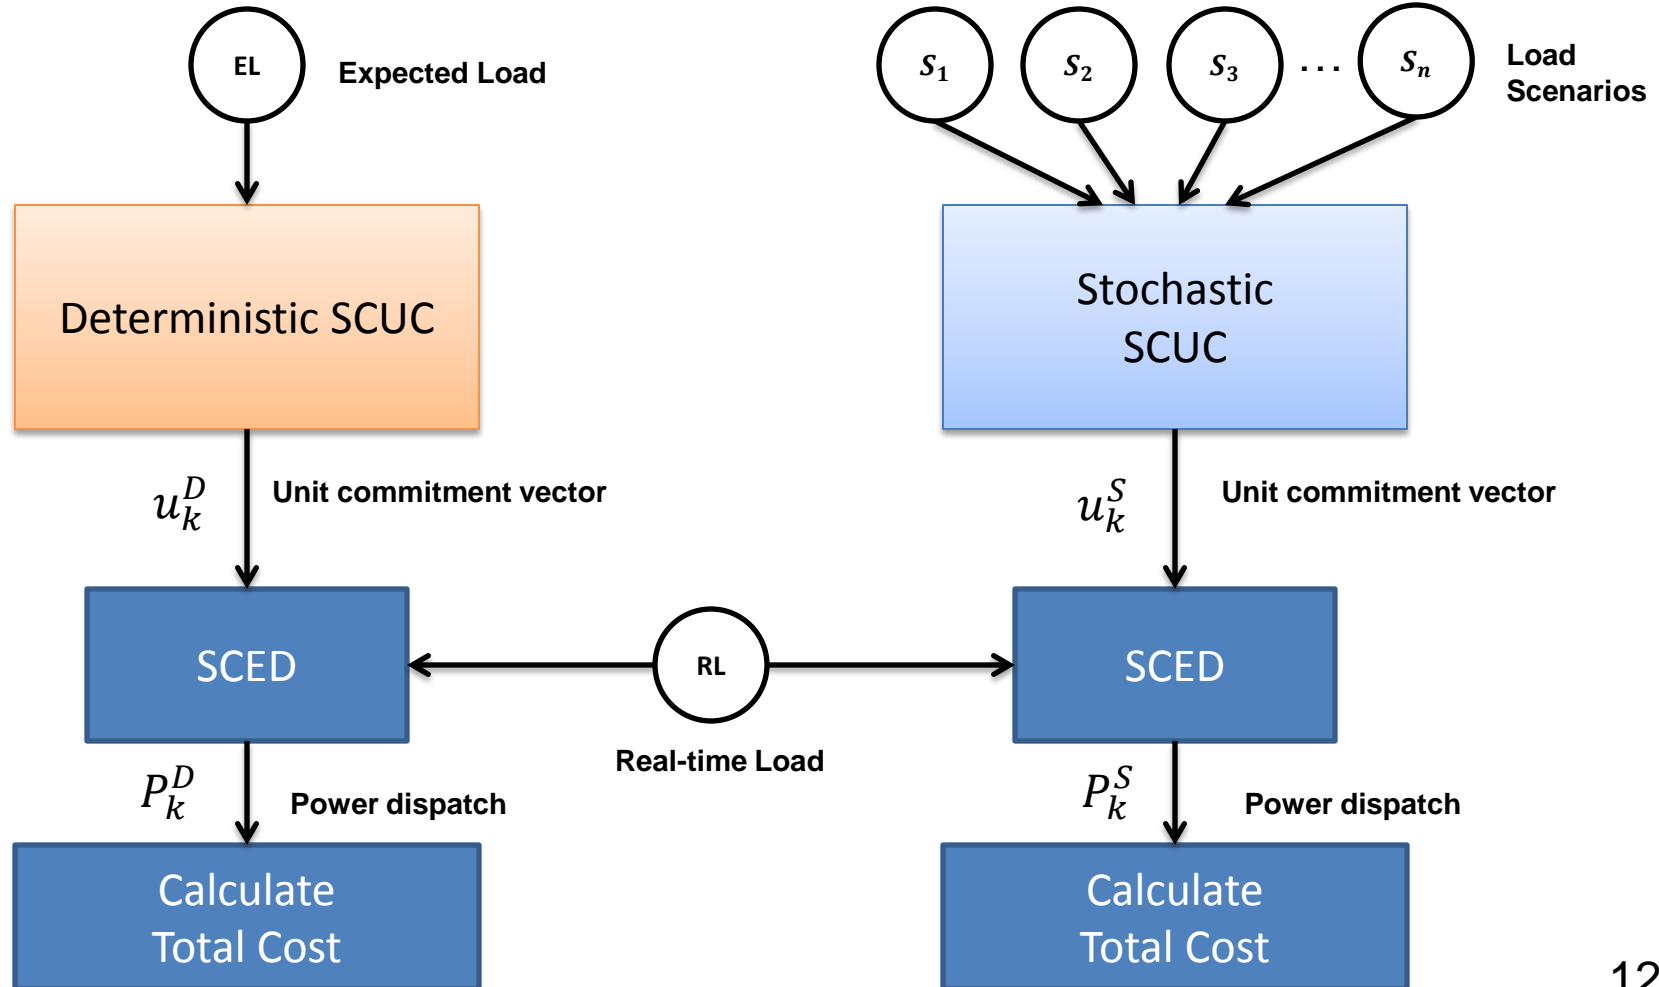 EL
Expected Load
S₁
S₂
S₃
...
Sₙ
Load
Scenarios
Deterministic SCUC
Stochastic
SCUC
u_k^D
Unit commitment vector
u_k^S
Unit commitment vector
SCED
RL
SCED
Real-time Load
P_k^D
Power dispatch
P_k^S
Power dispatch
Calculate
Total Cost
Calculate
Total Cost
12